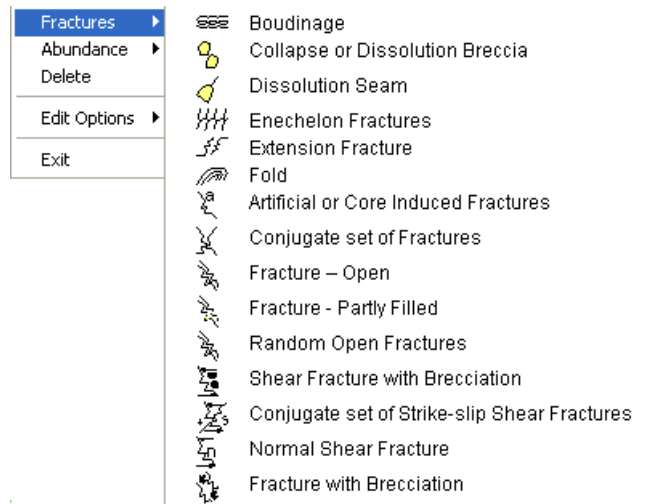 Fractures
Abundance
Delete
Edit Options
Exit
Boudinage
Collapse or Dissolution Breccia
Dissolution Seam
Enechelon Fractures
Extension Fracture
Fold
Artificial or Core Induced Fractures
Conjugate set of Fractures
Fracture – Open
Fracture - Partly Filled
Random Open Fractures
Shear Fracture with Brecciation
Conjugate set of Strike-slip Shear Fractures
Normal Shear Fracture
Fracture with Brecciation